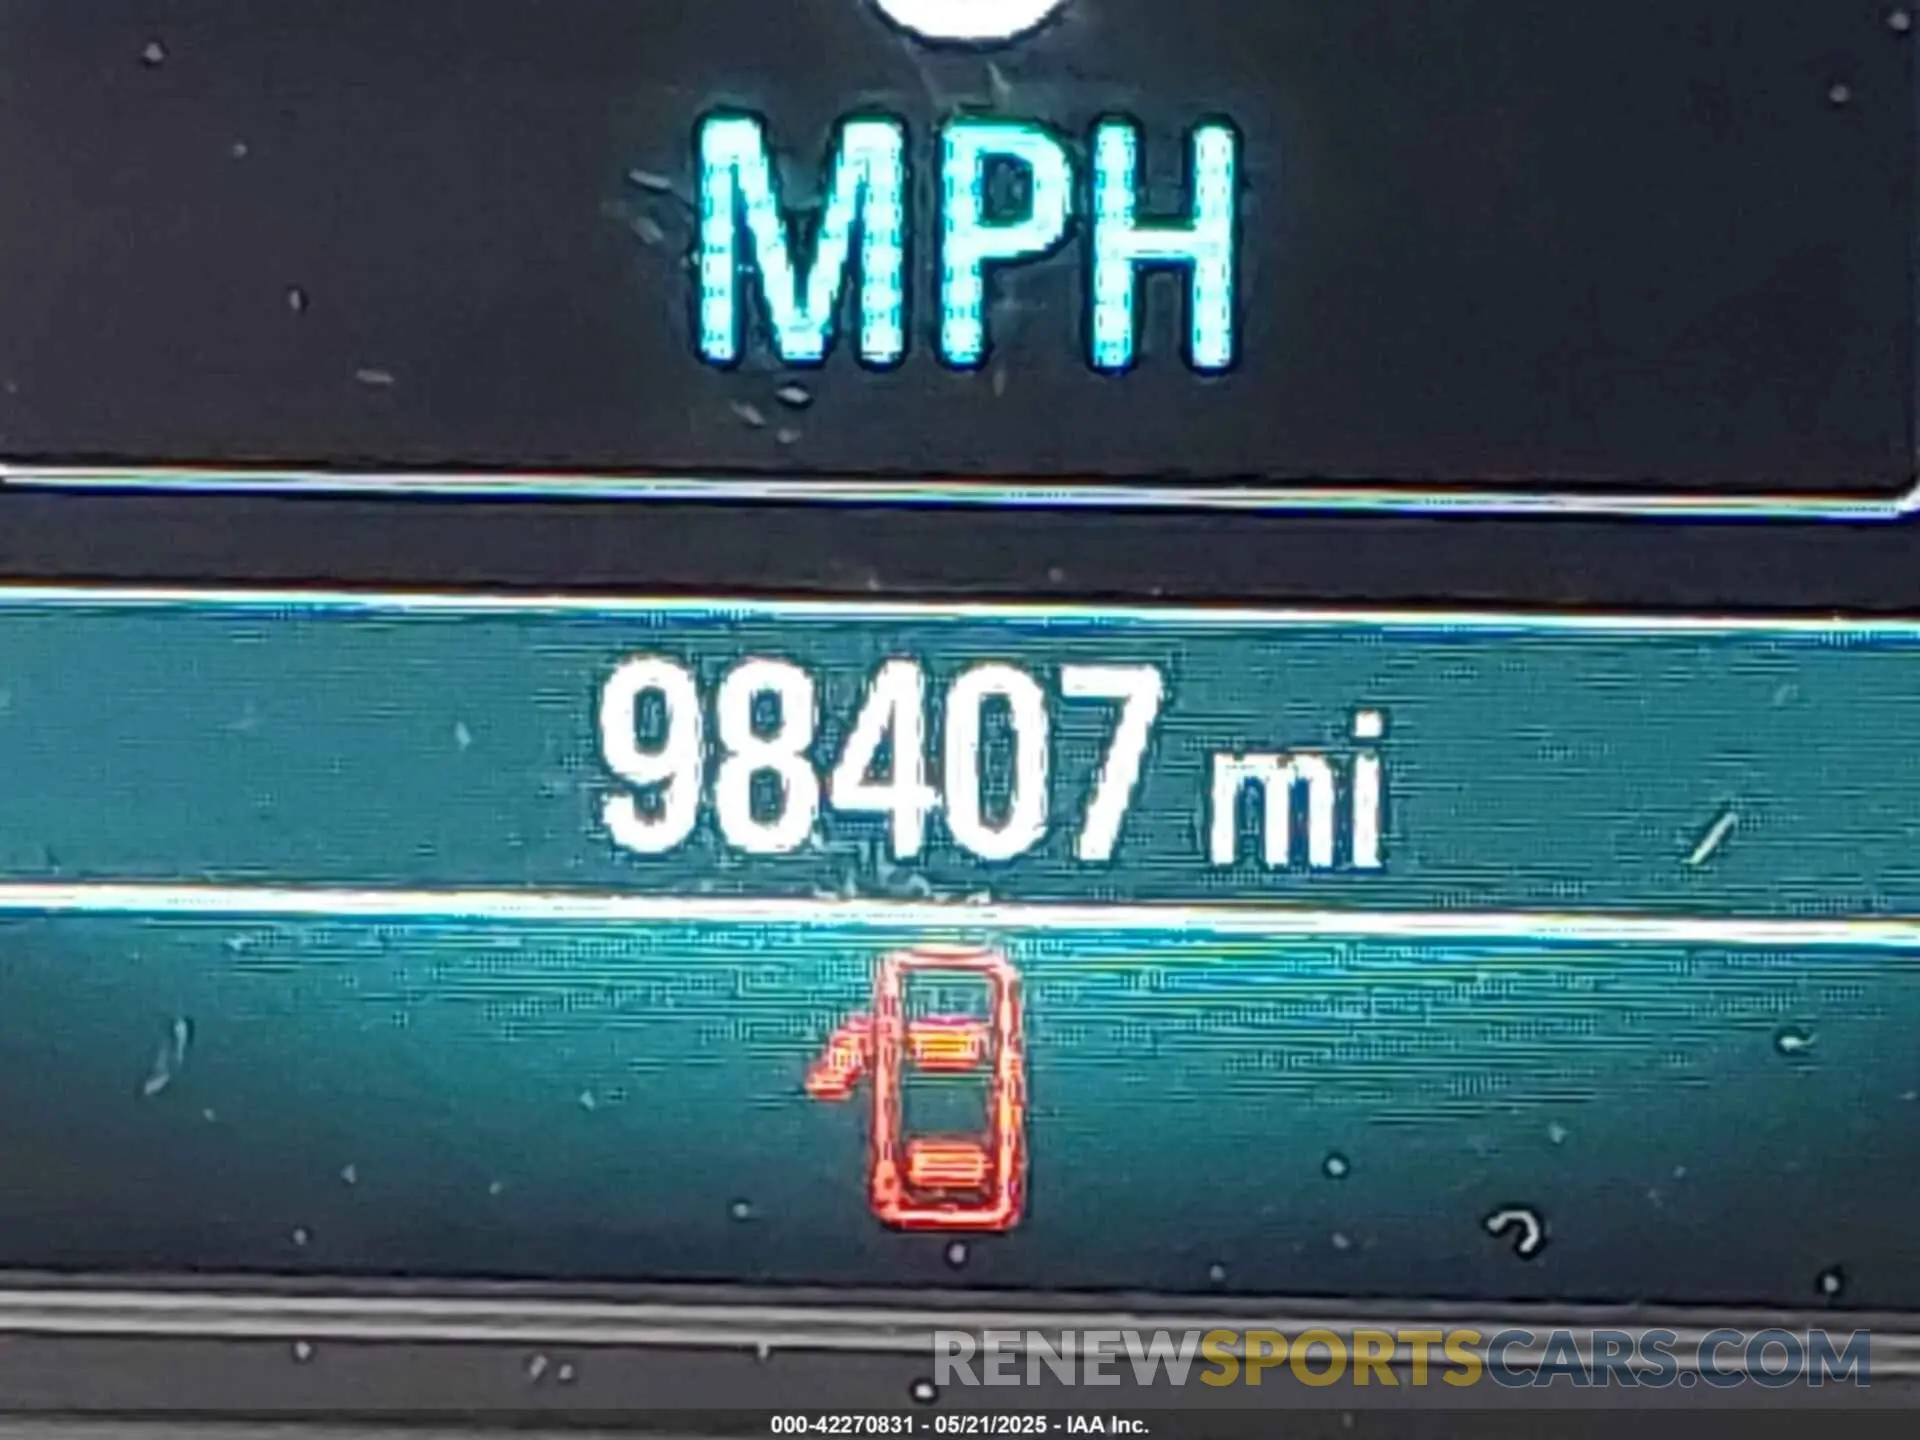 MPH
98407 mi
RENEWSPORTSCARS.COM
000-42270831 - 05/21/2025 - IAA Inc.